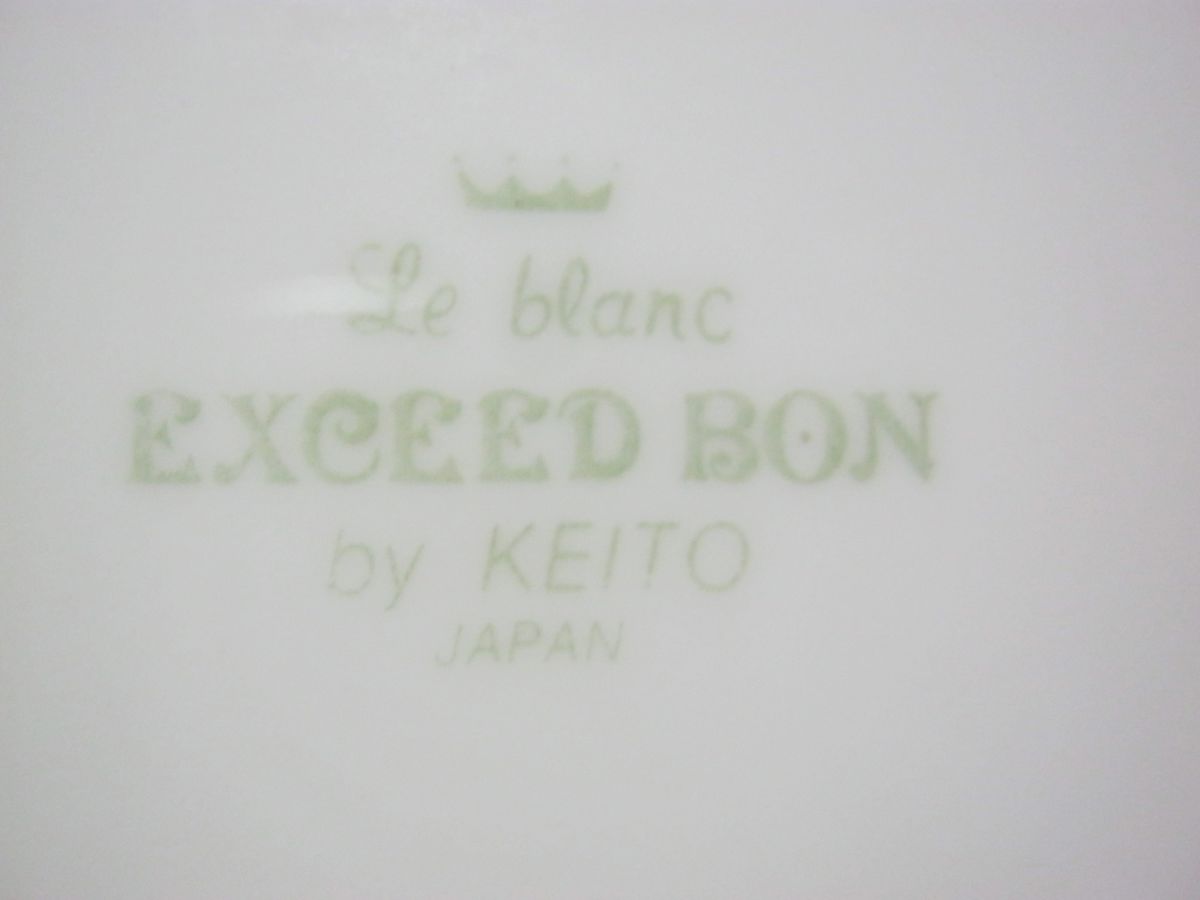 Le blanc
EXCEED BON
by KEITO
JAPAN